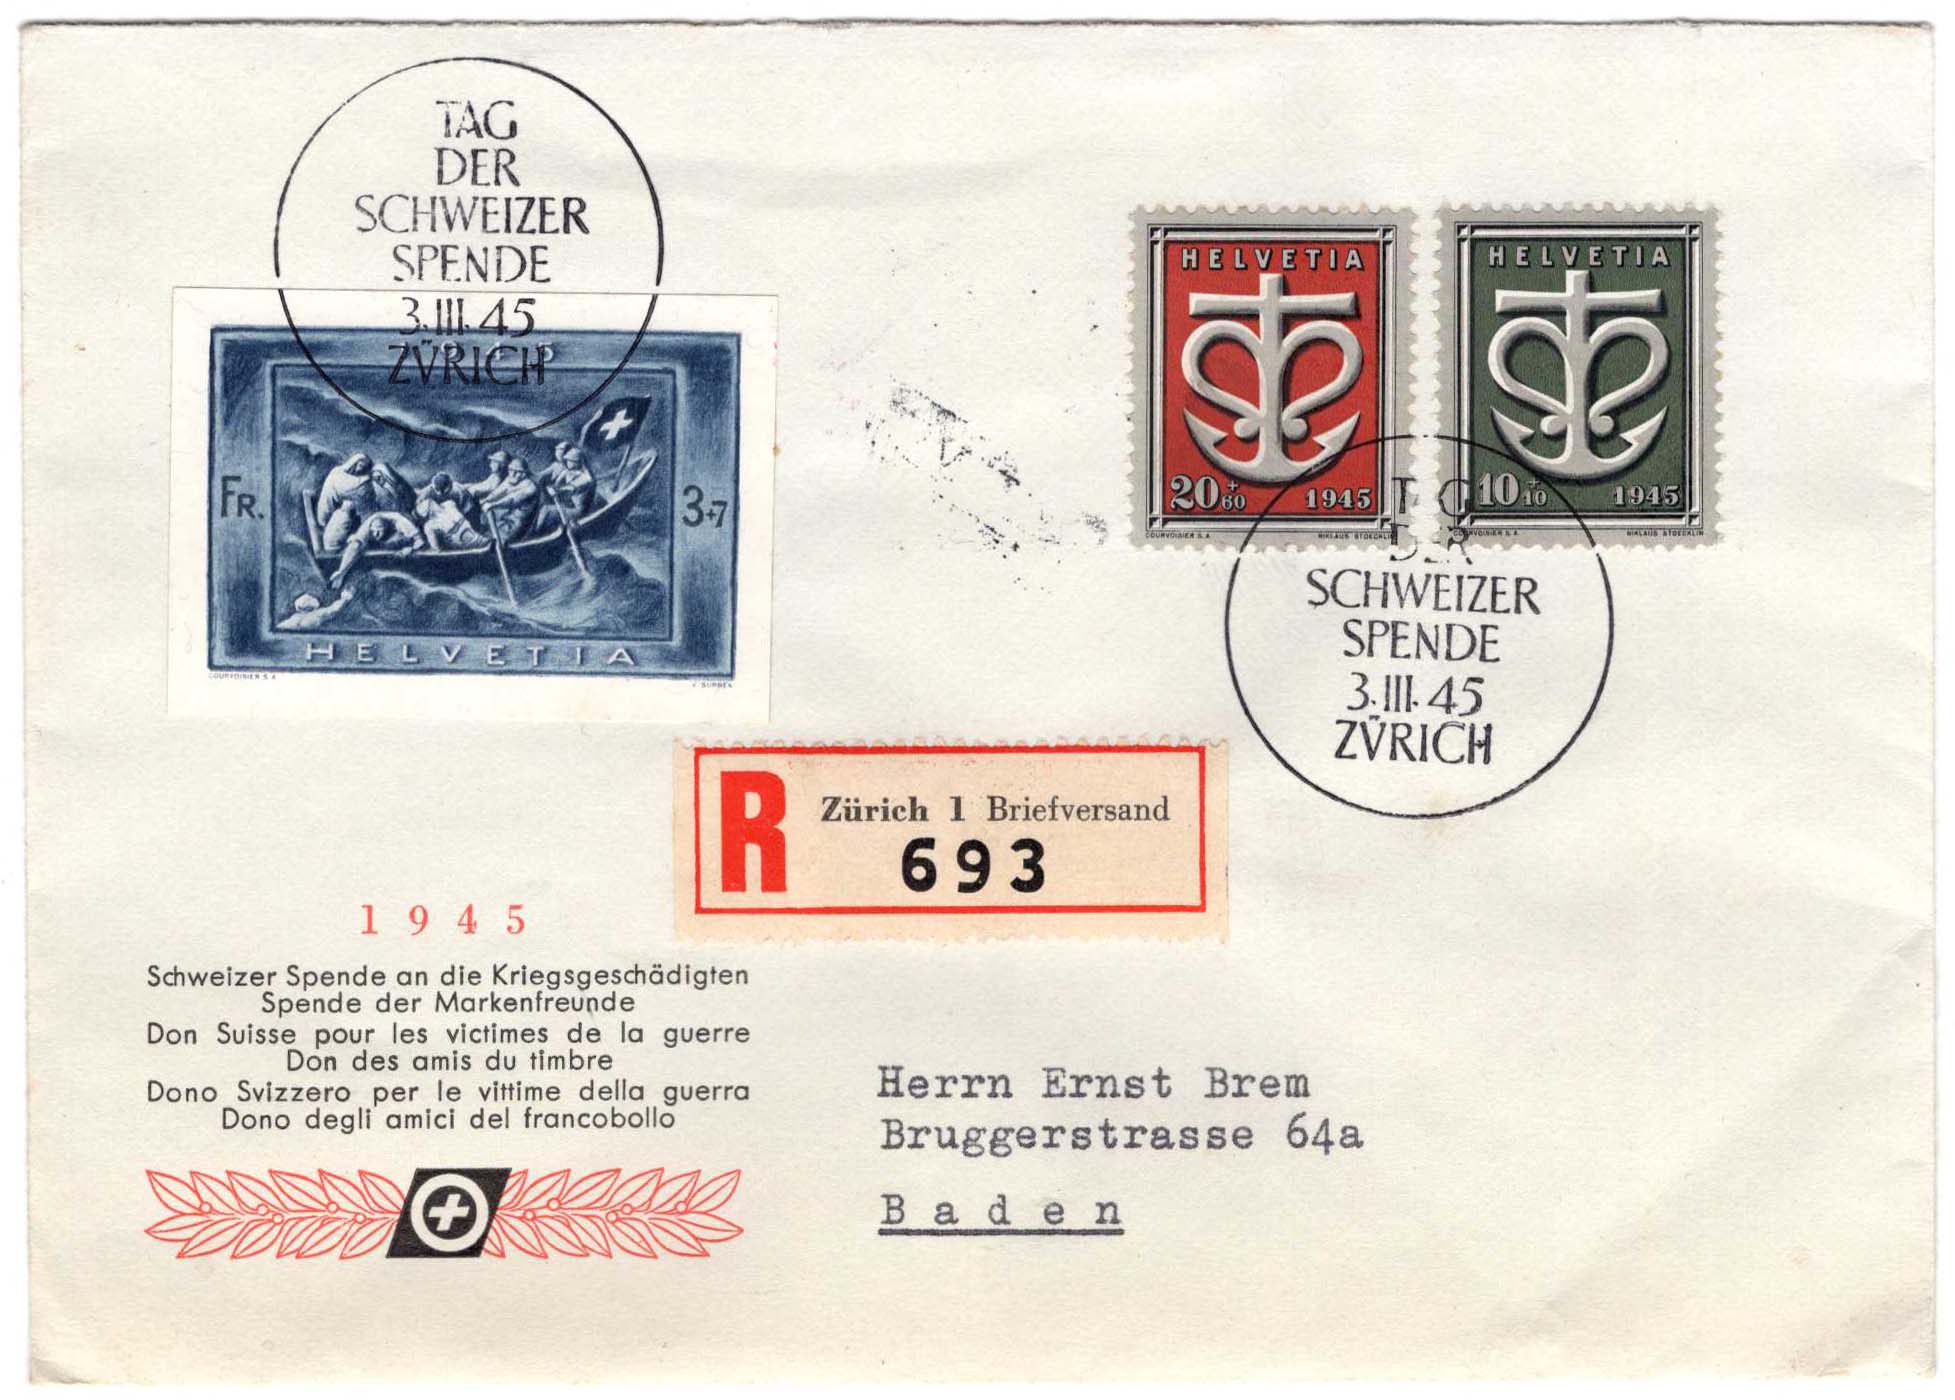 TAG
DER
SCHWEIZER
SPENDE
3.III.45
ZÜRICH
1945
FR. 3+7
HELVETIA
COURVOISIER S.A.
HELVETIA
20+60 1945
COURVOISIER S.A. NIKLAUS STOECKLIN
HELVETIA
10+10 1945
COURVOISIER S.A. NIKLAUS STOECKLIN
DER
SCHWEIZER
SPENDE
3.III.45
ZÜRICH
R Zürich 1 Briefversand
693
1945
Schweizer Spende an die Kriegsgeschädigten
Spende der Markenfreunde
Don Suisse pour les victimes de la guerre
Don des amis du timbre
Dono Svizzero per le vittime della guerra
Dono degli amici del francobollo
Herrn Ernst Brem
Bruggerstrasse 64a
Baden